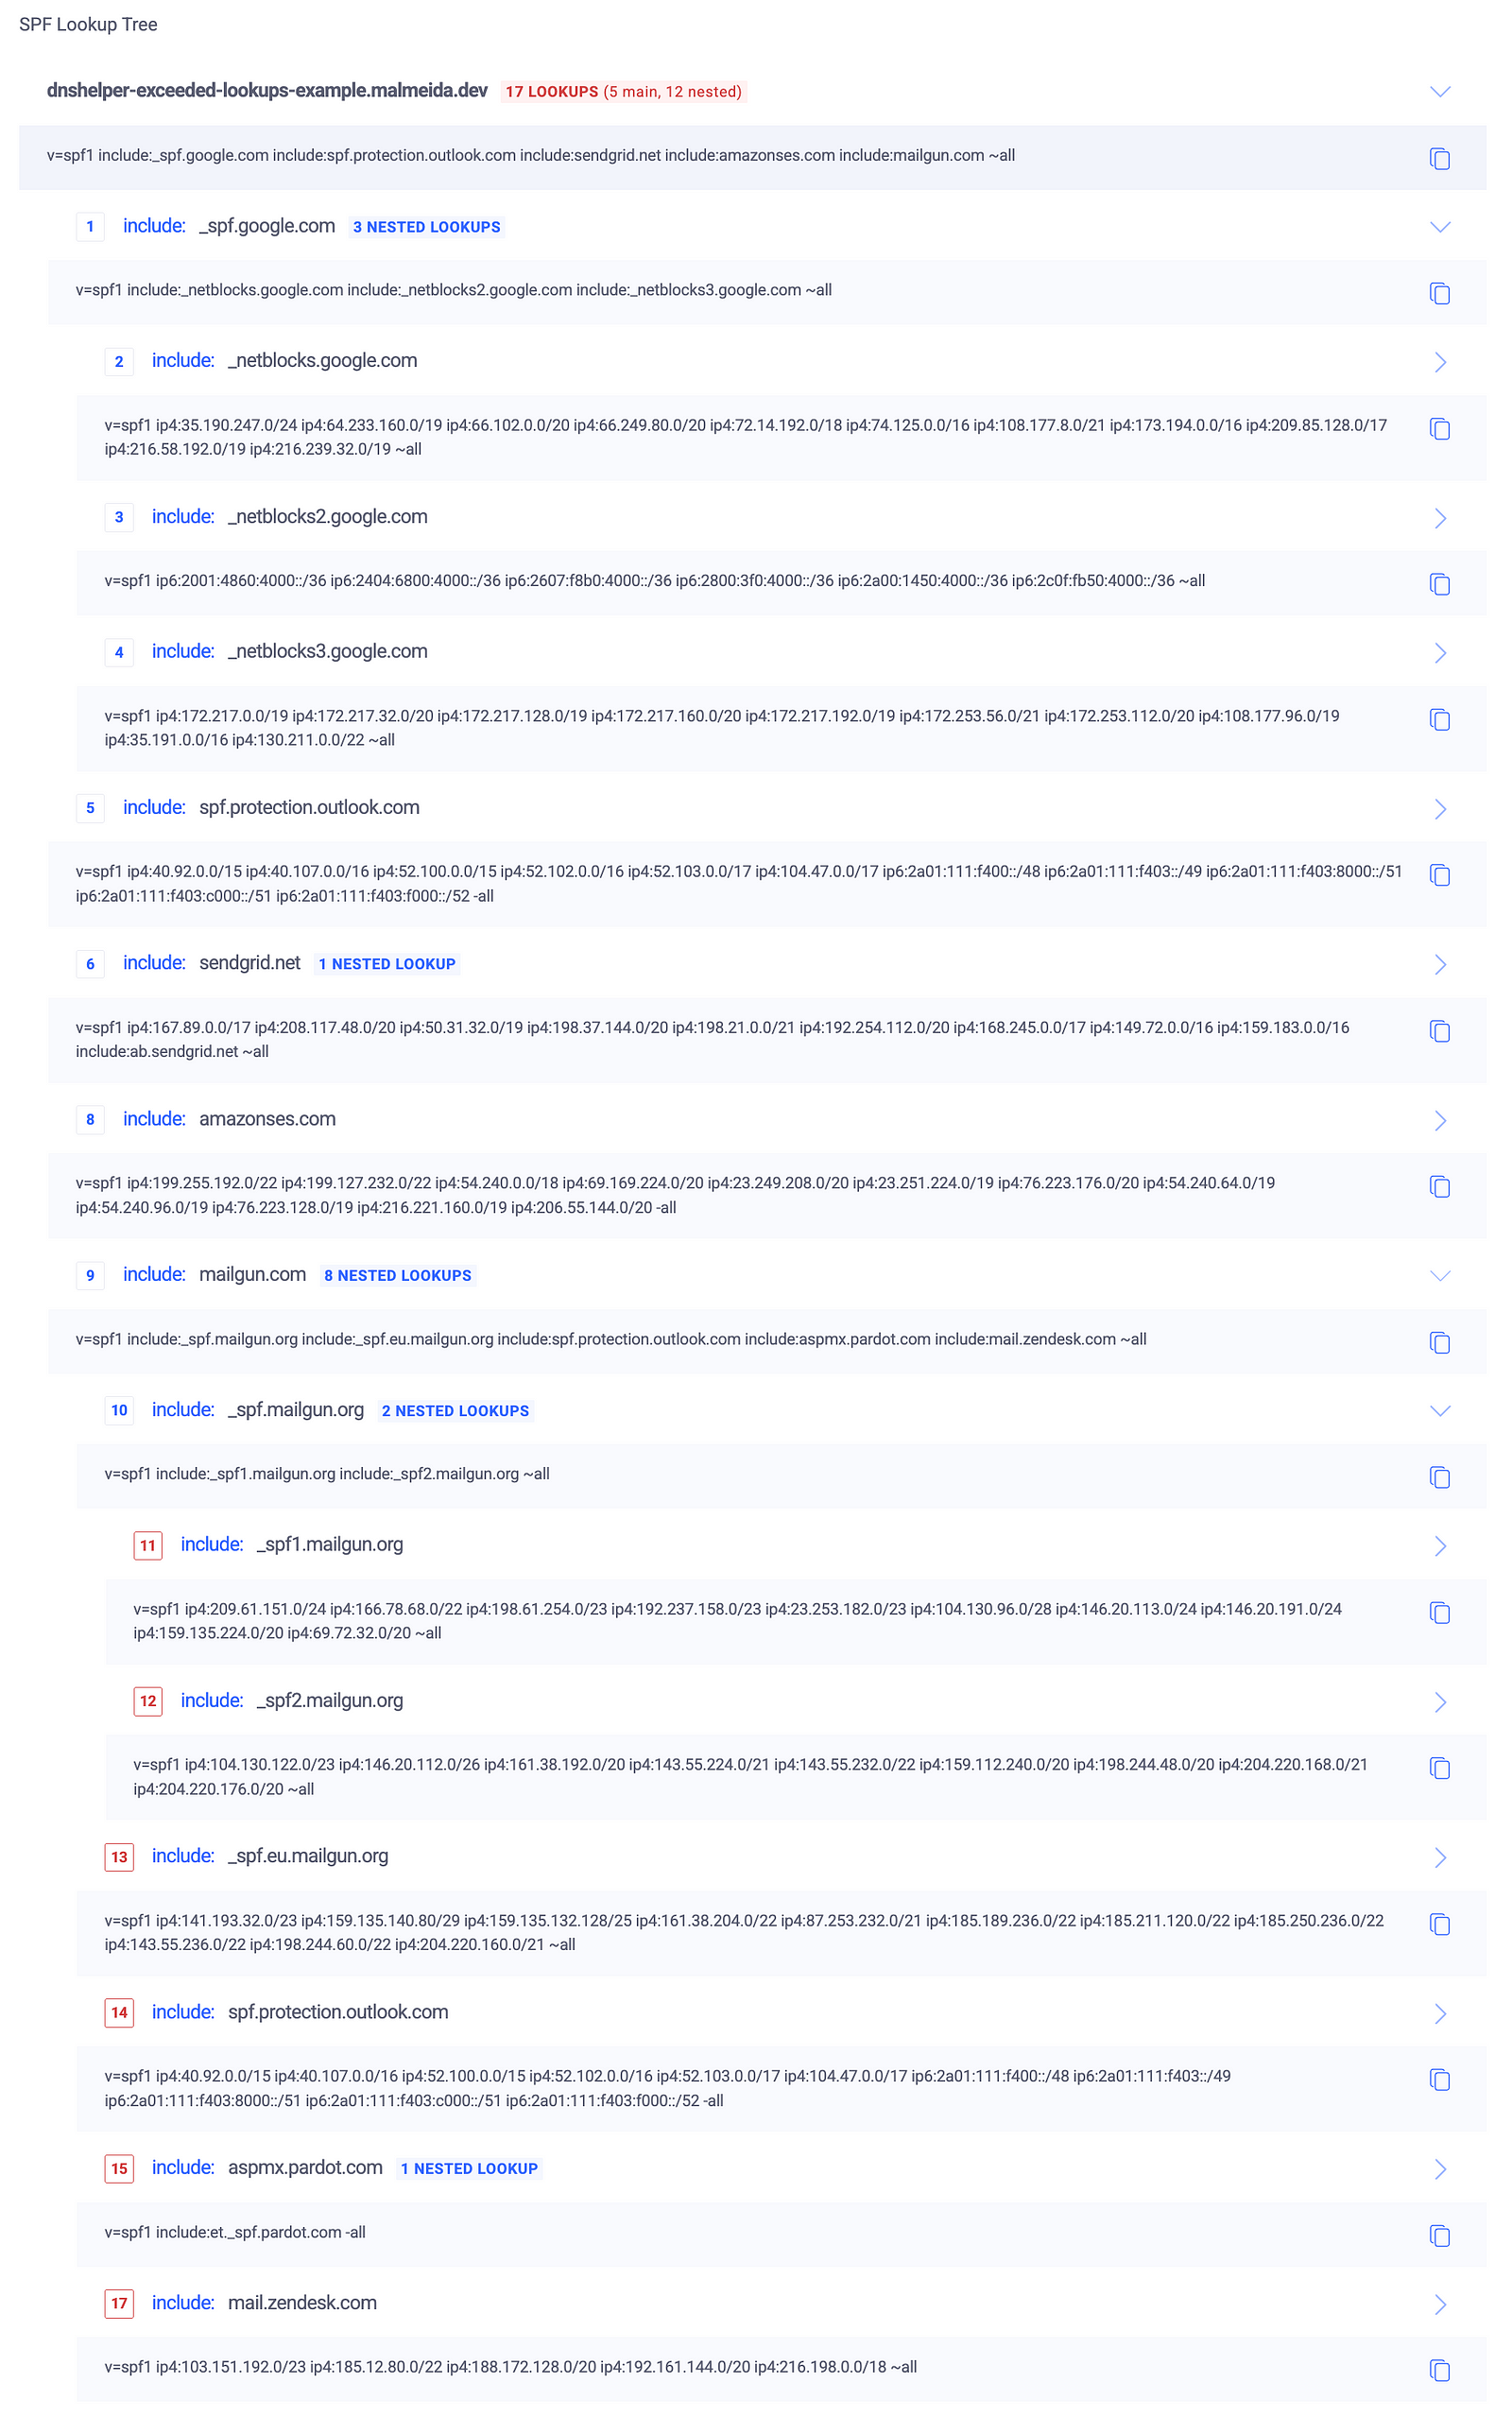 SPF Lookup Tree
dnshelper-exceeded-lookups-example.malmeida.dev 17 LOOKUPS (5 main, 12 nested)
v=spf1 include:_spf.google.com include:spf.protection.outlook.com include:sendgrid.net include:amazonses.com include:mailgun.com ~all
1 include: _spf.google.com 3 NESTED LOOKUPS
v=spf1 include:_netblocks.google.com include:_netblocks2.google.com include:_netblocks3.google.com ~all
2 include: _netblocks.google.com
v=spf1 ip4:35.190.247.0/24 ip4:64.233.160.0/19 ip4:66.102.0.0/20 ip4:66.249.80.0/20 ip4:72.14.192.0/18 ip4:74.125.0.0/16 ip4:108.177.8.0/21 ip4:173.194.0.0/16 ip4:209.85.128.0/17
ip4:216.58.192.0/19 ip4:216.239.32.0/19 ~all
3 include: _netblocks2.google.com
v=spf1 ip6:2001:4860:4000::/36 ip6:2404:6800:4000::/36 ip6:2607:f8b0:4000::/36 ip6:2800:3f0:4000::/36 ip6:2a00:1450:4000::/36 ip6:2c0f:fb50:4000::/36 ~all
4 include: _netblocks3.google.com
v=spf1 ip4:172.217.0.0/19 ip4:172.217.32.0/20 ip4:172.217.128.0/19 ip4:172.217.160.0/20 ip4:172.217.192.0/19 ip4:172.253.56.0/21 ip4:172.253.112.0/20 ip4:108.177.96.0/19
ip4:35.191.0.0/16 ip4:130.211.0.0/22 ~all
5 include: spf.protection.outlook.com
v=spf1 ip4:40.92.0.0/15 ip4:40.107.0.0/16 ip4:52.100.0.0/15 ip4:52.102.0.0/16 ip4:52.103.0.0/17 ip4:104.47.0.0/17 ip6:2a01:111:f400::/48 ip6:2a01:111:f403::/49 ip6:2a01:111:f403:8000::/51
ip6:2a01:111:f403:c000::/51 ip6:2a01:111:f403:f000::/52 -all
6 include: sendgrid.net 1 NESTED LOOKUP
v=spf1 ip4:167.89.0.0/17 ip4:208.117.48.0/20 ip4:50.31.32.0/19 ip4:198.37.144.0/20 ip4:198.21.0.0/21 ip4:192.254.112.0/20 ip4:168.245.0.0/17 ip4:149.72.0.0/16 ip4:159.183.0.0/16
include:ab.sendgrid.net ~all
8 include: amazonses.com
v=spf1 ip4:199.255.192.0/22 ip4:199.127.232.0/22 ip4:54.240.0.0/18 ip4:69.169.224.0/20 ip4:23.249.208.0/20 ip4:23.251.224.0/19 ip4:76.223.176.0/20 ip4:54.240.64.0/19
ip4:54.240.96.0/19 ip4:76.223.128.0/19 ip4:216.221.160.0/19 ip4:206.55.144.0/20 -all
9 include: mailgun.com 8 NESTED LOOKUPS
v=spf1 include:_spf.mailgun.org include:_spf.eu.mailgun.org include:spf.protection.outlook.com include:aspmx.pardot.com include:mail.zendesk.com ~all
10 include: _spf.mailgun.org 2 NESTED LOOKUPS
v=spf1 include:_spf1.mailgun.org include:_spf2.mailgun.org ~all
11 include: _spf1.mailgun.org
v=spf1 ip4:209.61.151.0/24 ip4:166.78.68.0/22 ip4:198.61.254.0/23 ip4:192.237.158.0/23 ip4:23.253.182.0/23 ip4:104.130.96.0/28 ip4:146.20.113.0/24 ip4:146.20.191.0/24
ip4:159.135.224.0/20 ip4:69.72.32.0/20 ~all
12 include: _spf2.mailgun.org
v=spf1 ip4:104.130.122.0/23 ip4:146.20.112.0/26 ip4:161.38.192.0/20 ip4:143.55.224.0/21 ip4:143.55.232.0/22 ip4:159.112.240.0/20 ip4:198.244.48.0/20 ip4:204.220.168.0/21
ip4:204.220.176.0/20 ~all
13 include: _spf.eu.mailgun.org
v=spf1 ip4:141.193.32.0/23 ip4:159.135.140.80/29 ip4:159.135.132.128/25 ip4:161.38.204.0/22 ip4:87.253.232.0/21 ip4:185.189.236.0/22 ip4:185.211.120.0/22 ip4:185.250.236.0/22
ip4:143.55.236.0/22 ip4:198.244.60.0/22 ip4:204.220.160.0/21 ~all
14 include: spf.protection.outlook.com
v=spf1 ip4:40.92.0.0/15 ip4:40.107.0.0/16 ip4:52.100.0.0/15 ip4:52.102.0.0/16 ip4:52.103.0.0/17 ip4:104.47.0.0/17 ip6:2a01:111:f400::/48 ip6:2a01:111:f403::/49
ip6:2a01:111:f403:8000::/51 ip6:2a01:111:f403:c000::/51 ip6:2a01:111:f403:f000::/52 -all
15 include: aspmx.pardot.com 1 NESTED LOOKUP
v=spf1 include:et._spf.pardot.com -all
17 include: mail.zendesk.com
v=spf1 ip4:103.151.192.0/23 ip4:185.12.80.0/22 ip4:188.172.128.0/20 ip4:192.161.144.0/20 ip4:216.198.0.0/18 ~all